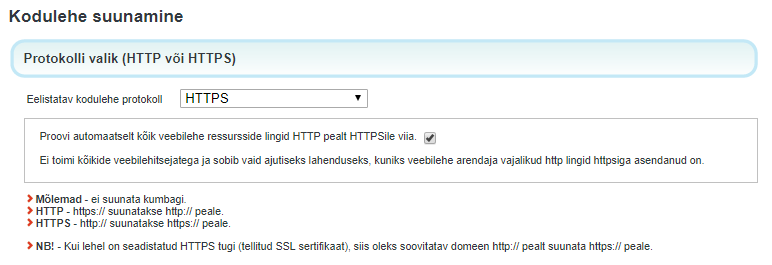 Kodulehe suunamine
Protokolli valik (HTTP või HTTPS)
Eelistatav kodulehe protokoll HTTPS
Proovi automaatselt kõik veebilehe ressursside lingid HTTP pealt HTTPSile viia.
Ei toimi kõikide veebilehitsejatega ja sobib vaid ajutiseks lahenduseks, kuniks veebilehe arendaja vajalikud http lingid httpsiga asendanud on.
Mõlemad - ei suunata kumbagi.
HTTP - https:// suunatakse http:// peale.
HTTPS - http:// suunatakse https:// peale.
NB! - Kui lehel on seadistatud HTTPS tugi (tellitud SSL sertifikaat), siis oleks soovitatav domeen http:// pealt suunata https:// peale.